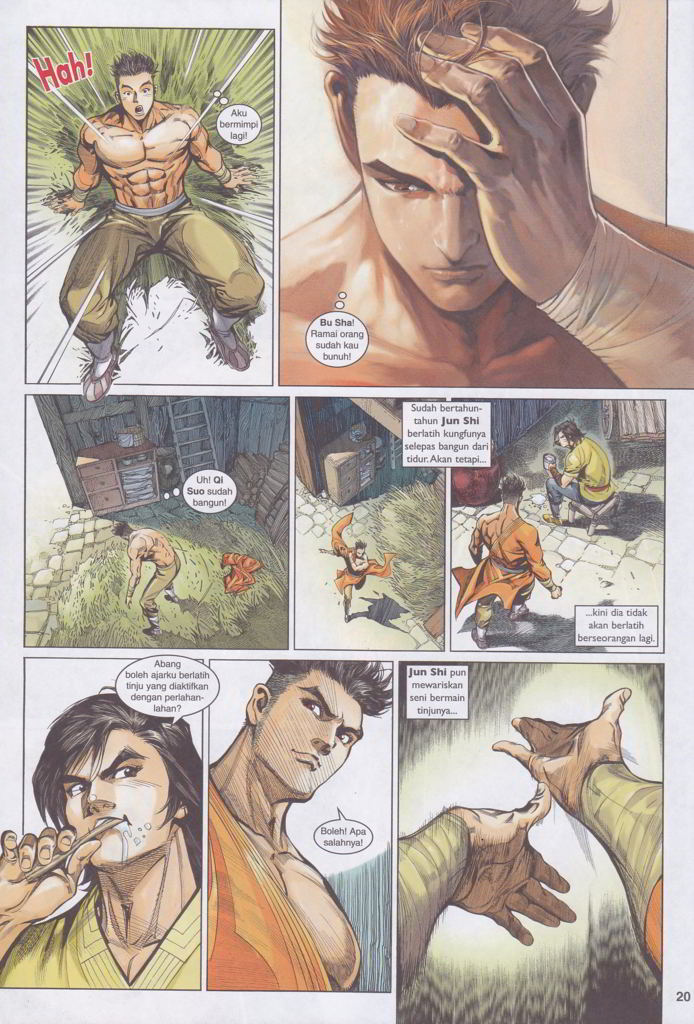 Hah!
Aku
bermimpi
lagi!
Bu Sha!
Ramai orang
sudah kau
bunuh!
Uh! Qi
Suo sudah
bangun!
Sudah bertahun-
tahun Jun Shi
berlatih kungfunya
selepas bangun dari
tidur. Akan tetapi...
...kini dia tidak
akan berlatih
berseorangan lagi.
Abang
boleh ajarku berlatih
tinju yang diaktifkan
dengan perlahan-
lahan?
Boleh! Apa
salahnya!
Jun Shi pun
mewariskan
seni bermain
tinjunya...
20